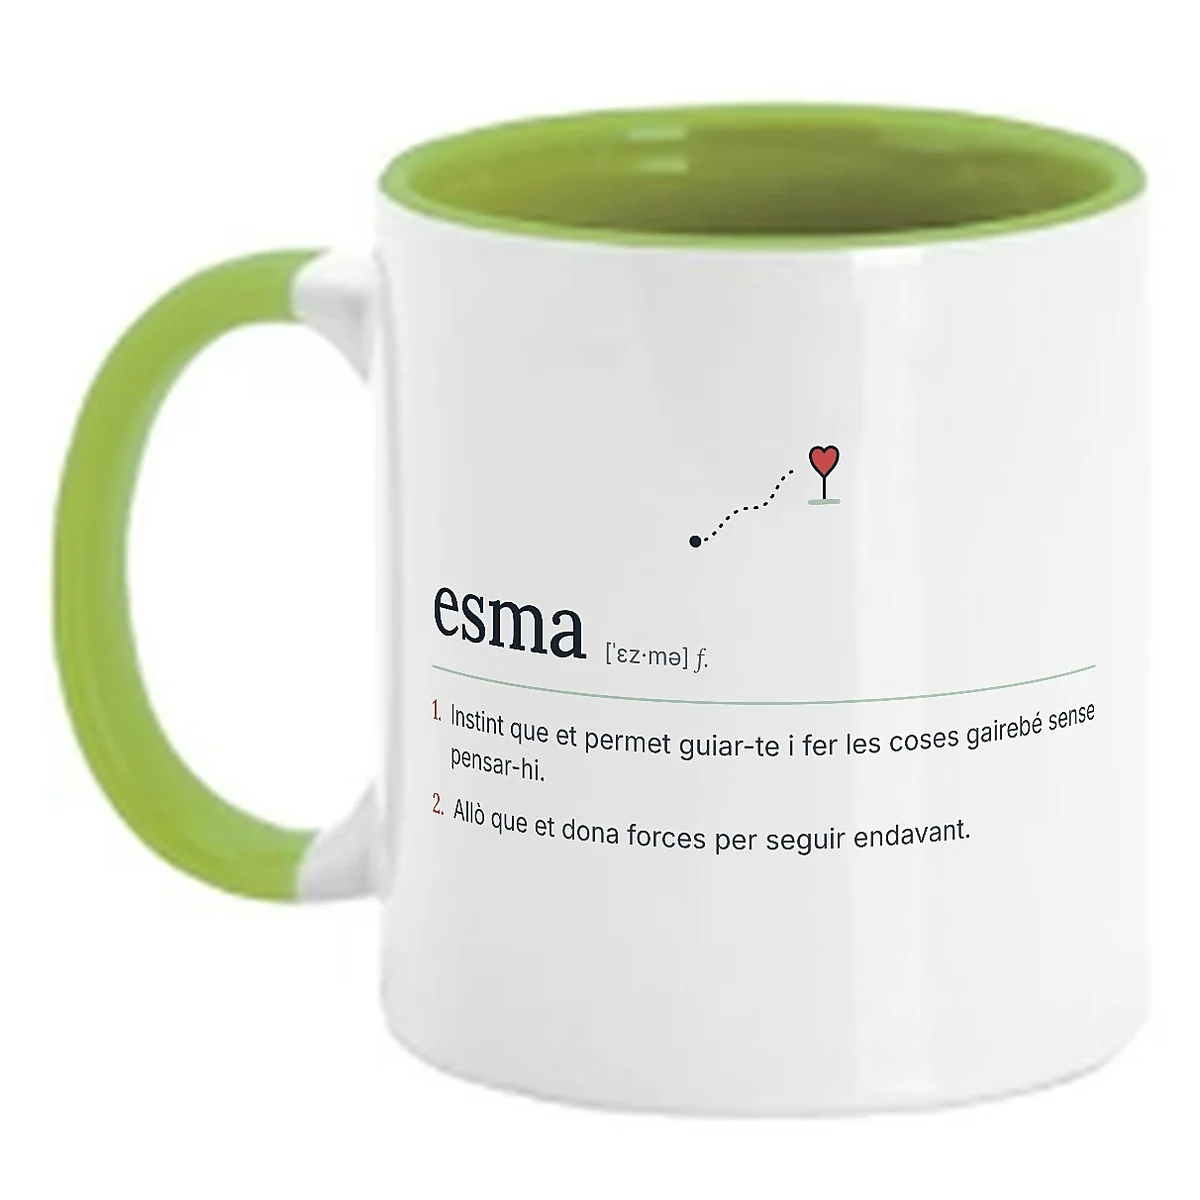 esma ['ɛz·mə] f.
1. Instint que et permet guiar-te i fer les coses gairebé sense
pensar-hi.
2. Allò que et dona forces per seguir endavant.